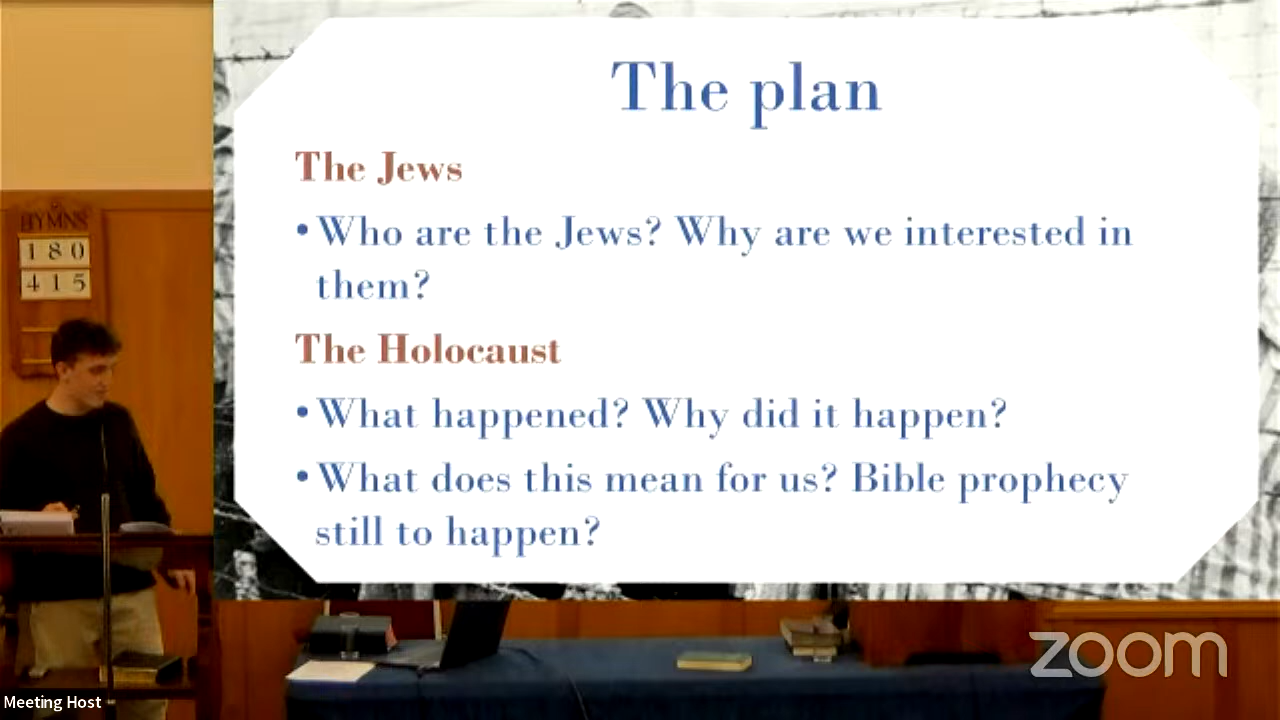 The plan
The Jews
• Who are the Jews? Why are we interested in
them?
The Holocaust
• What happened? Why did it happen?
• What does this mean for us? Bible prophecy
still to happen?
HYMNS
180
415
zoom
Meeting Host